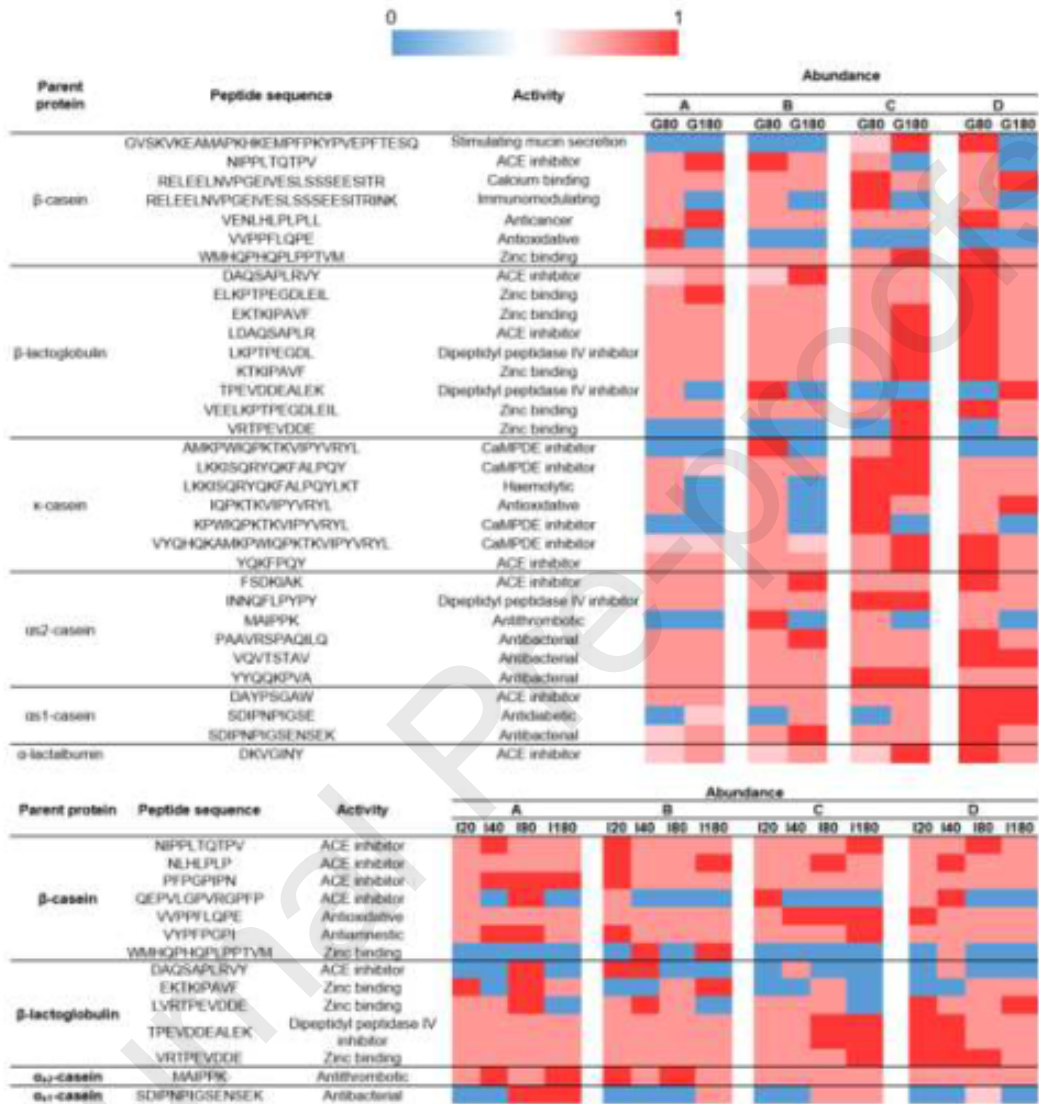 0 1
Abundance
Parent protein Peptide sequence Activity A B C D
G80 G180 G80 G180 G80 G180 G80 G180
GVSKVKEAMAPKHKEMPFPKYPVEPFTESQ Stimulating mucin secretion
NIPPLTQTPV ACE inhibitor
RELEELNVPGEIVESLSSSEESITR Calcium binding
β-casein RELEELNVPGEIVESLSSSEESITRINK Immunomodulating
VENLHLPLPLL Anticancer
VVPPFLQPE Antioxidative
WMHQPHQPLPPTVM Zinc binding
DAQSAPLRVY ACE inhibitor
ELKPTPEGDLEIL Zinc binding
EKTKIPAVF Zinc binding
LDAQSAPLR ACE inhibitor
β-lactoglobulin LKPTPEGDL Dipeptidyl peptidase IV inhibitor
KTKIPAVF Zinc binding
TPEVDDEALEK Dipeptidyl peptidase IV inhibitor
VEELKPTPEGDLEIL Zinc binding
VRTPEVDDE Zinc binding
AMKPWIQPKTKVIPYVRYL CaMPDE inhibitor
LKKISQRYQKFALPQY CaMPDE inhibitor
LKKISQRYQKFALPQYLKT Haemolytic
κ-casein IQPKTKVIPYVRYL Antioxidative
KPWIQPKTKVIPYVRYL CaMPDE inhibitor
VYQHQKAMKPWIQPKTKVIPYVRYL CaMPDE inhibitor
YQKFPQY ACE inhibitor
FSDKIAK ACE inhibitor
INNQFLPYPY Dipeptidyl peptidase IV inhibitor
αs2-casein MAIPPK Antithrombotic
PAAVRSPAQILQ Antibacterial
VQVTSTAV Antibacterial
YYQQKPVA Antibacterial
DAYPSGAW ACE inhibitor
αs1-casein SDIPNPIGSE Antidiabetic
SDIPNPIGSENSEK Antibacterial
α-lactalbumin DKVGINY ACE inhibitor
Abundance
Parent protein Peptide sequence Activity A B C D
I20 I40 I80 I180 I20 I40 I80 I180 I20 I40 I80 I180 I20 I40 I80 I180
NIPPLTQTPV ACE inhibitor
NLHLPLP ACE inhibitor
PFPGPIPN ACE inhibitor
β-casein QEPVLGPVRGPFP ACE inhibitor
VVPPFLQPE Antioxidative
VYPFPGPI Antiamnestic
WMHQPHQPLPPTVM Zinc binding
DAQSAPLRVY ACE inhibitor
EKTKIPAVF Zinc binding
LVRTPEVDDE Zinc binding
β-lactoglobulin TPEVDDEALEK Dipeptidyl peptidase IV inhibitor
VRTPEVDDE Zinc binding
αs2-casein MAIPPK Antithrombotic
αs1-casein SDIPNPIGSENSEK Antibacterial
nal Pre-proofs